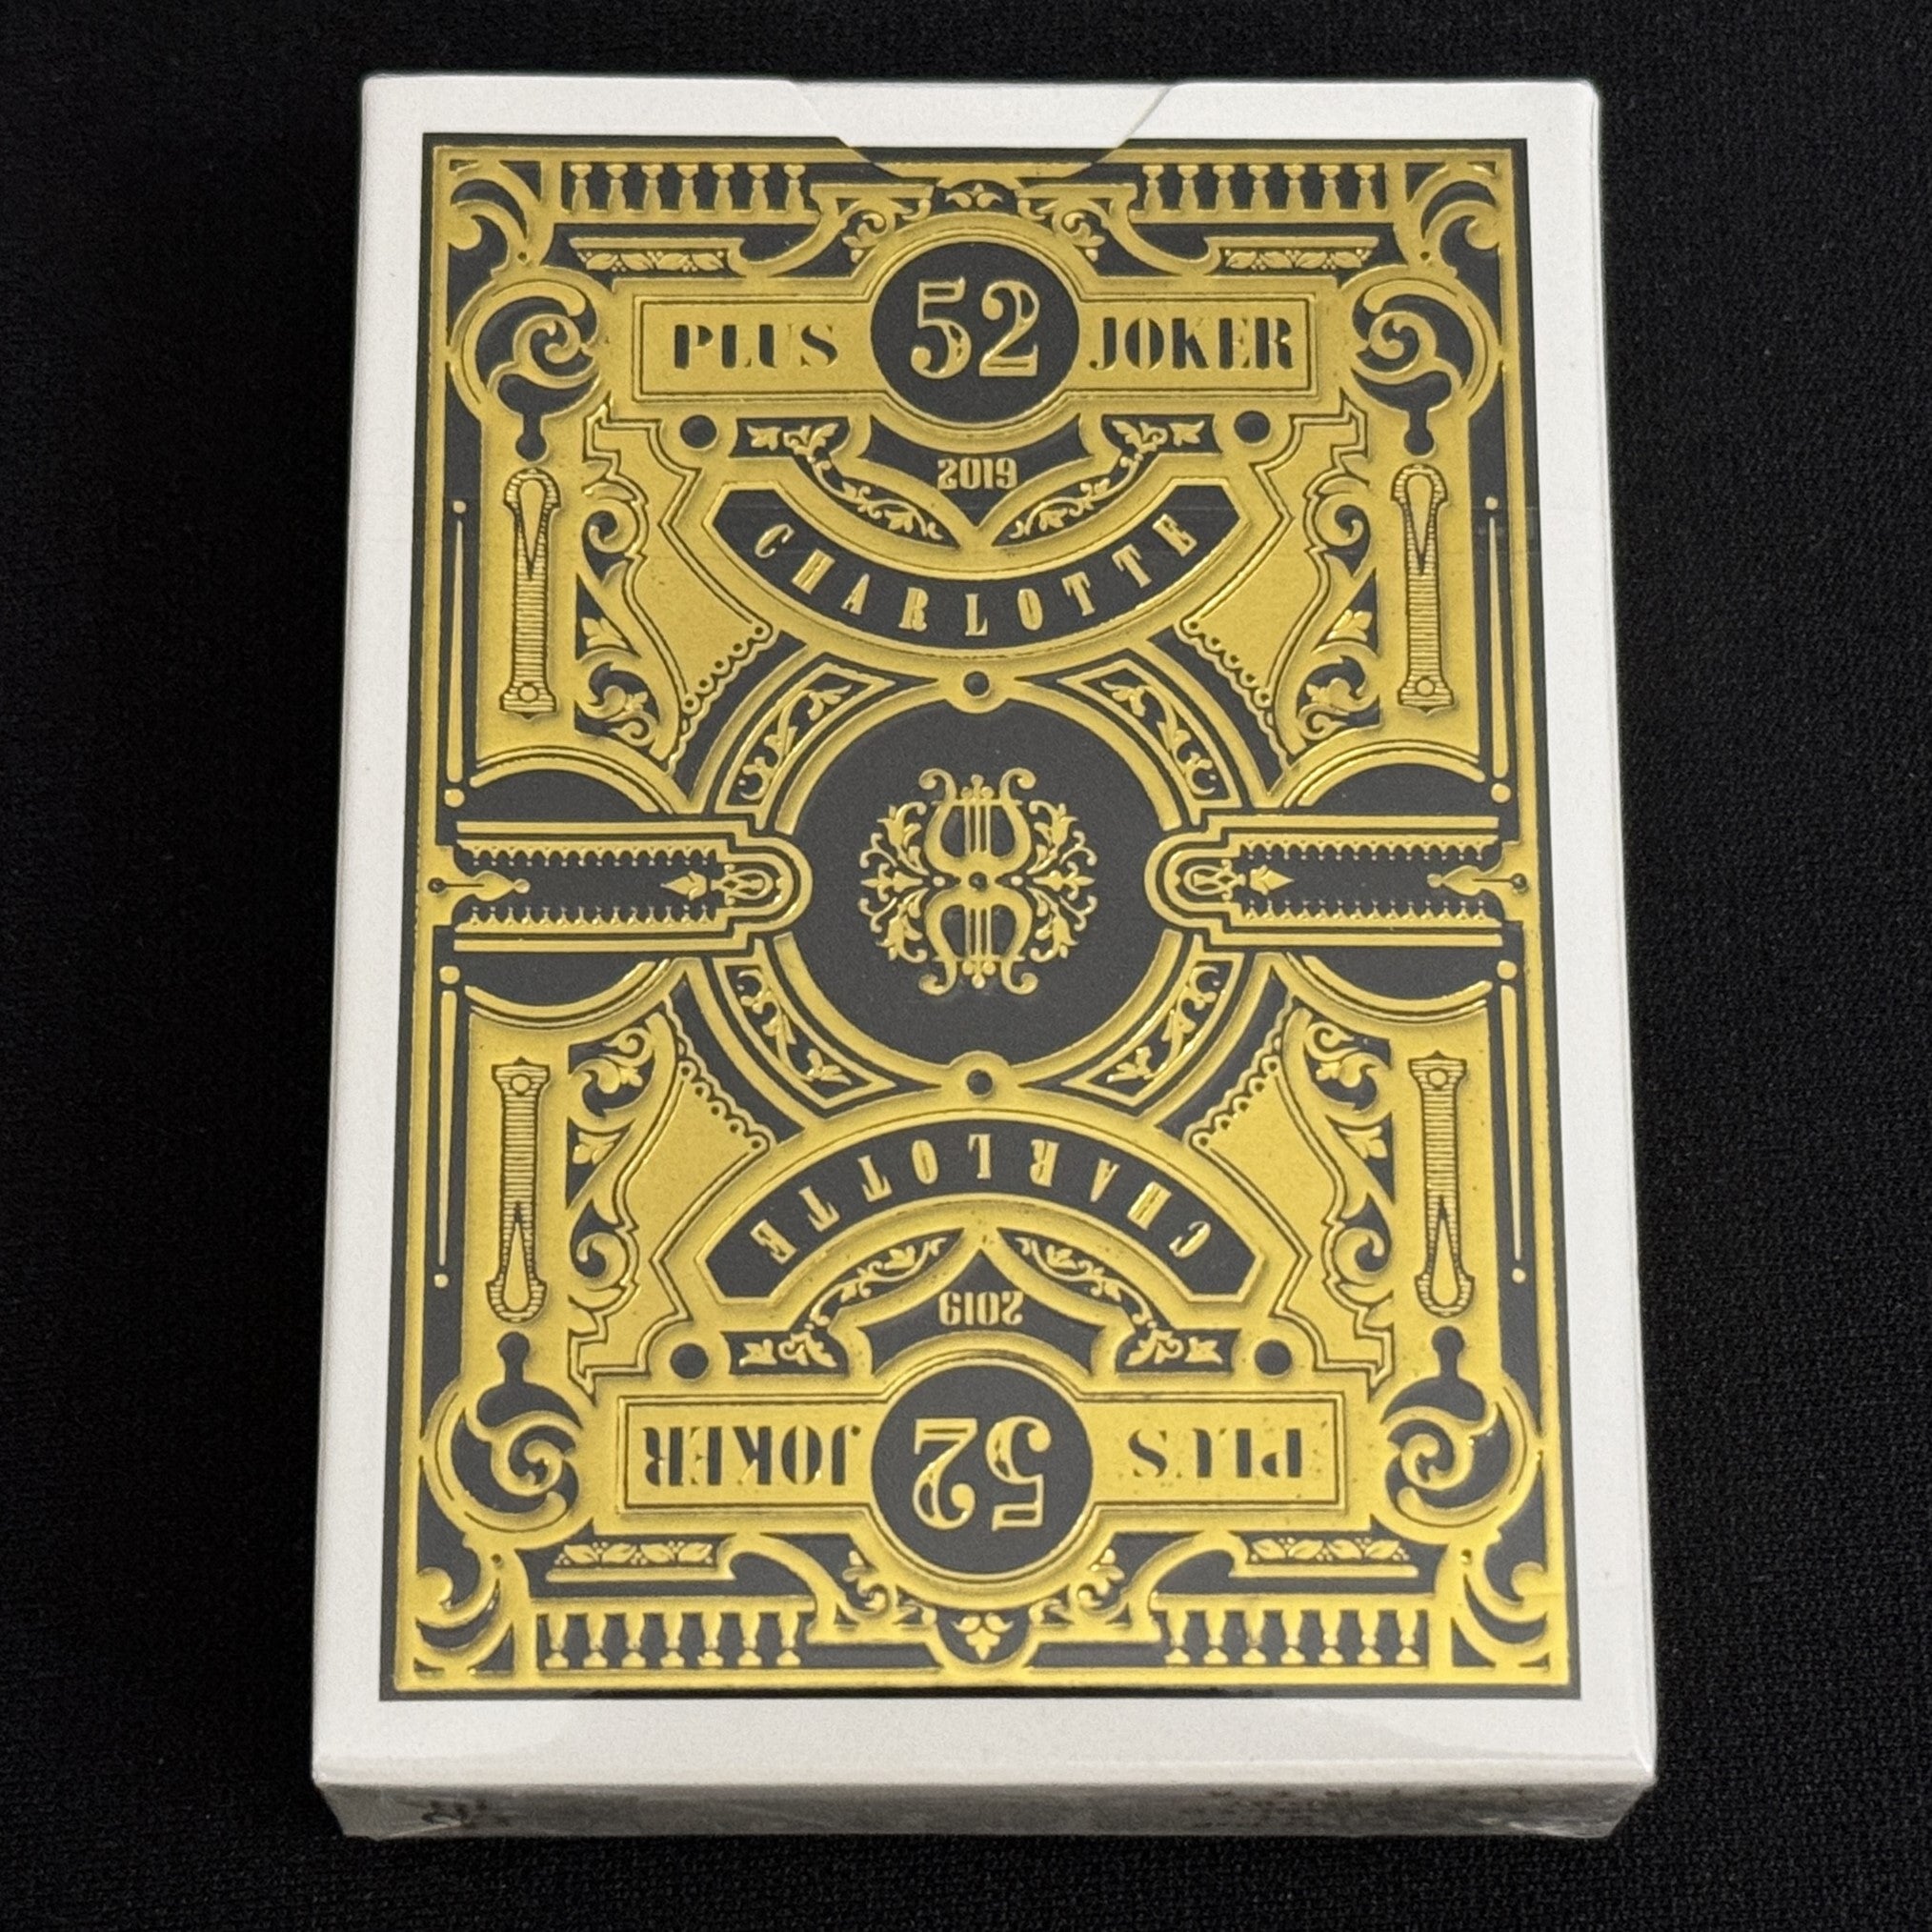 PLUS 52 JOKER
2019
CHARLOTTE
CHARLOTTE
2019
PLUS 52 JOKER